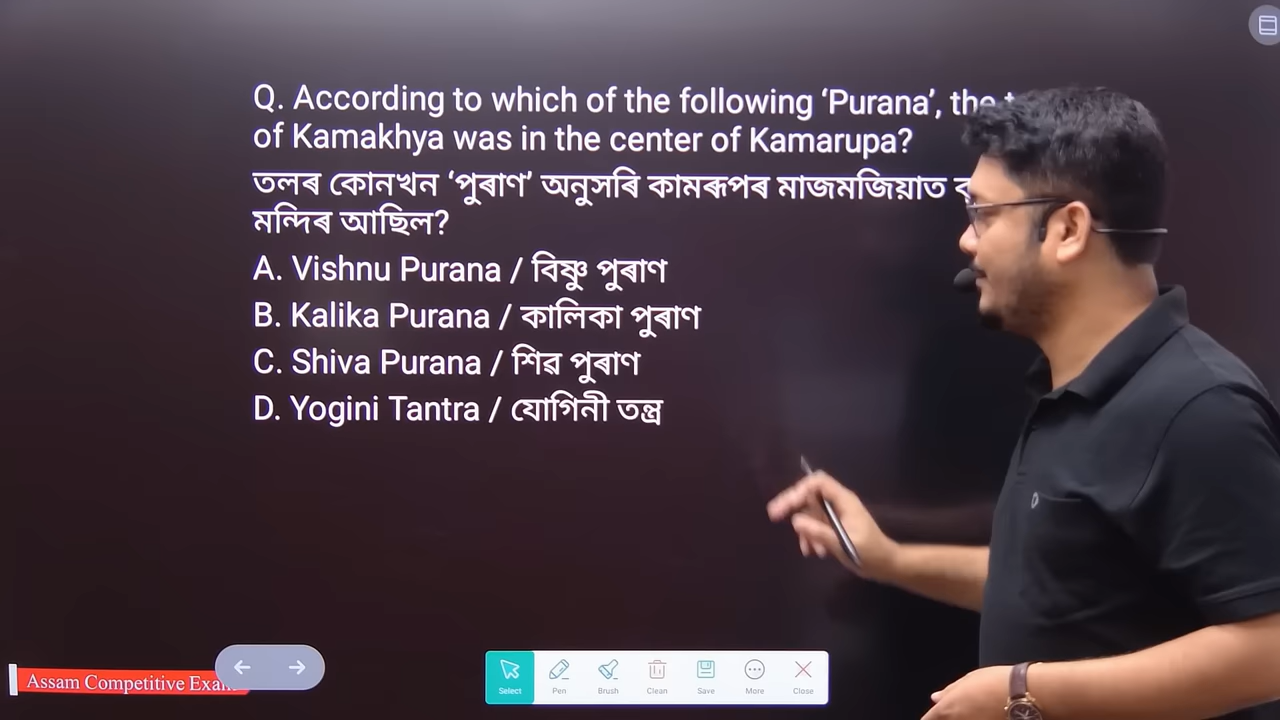 Q. According to which of the following ‘Purana’, the
of Kamakhya was in the center of Kamarupa?
তলৰ কোনখন ‘পুৰাণ’ অনুসৰি কামৰূপৰ মাজমজিয়াত
মন্দিৰ আছিল?
A. Vishnu Purana / বিষ্ণু পুৰাণ
B. Kalika Purana / কালিকা পুৰাণ
C. Shiva Purana / শিৱ পুৰাণ
D. Yogini Tantra / যোগিনী তন্ত্ৰ
Assam Competitive
Select Pen Brush Clean Save More Close